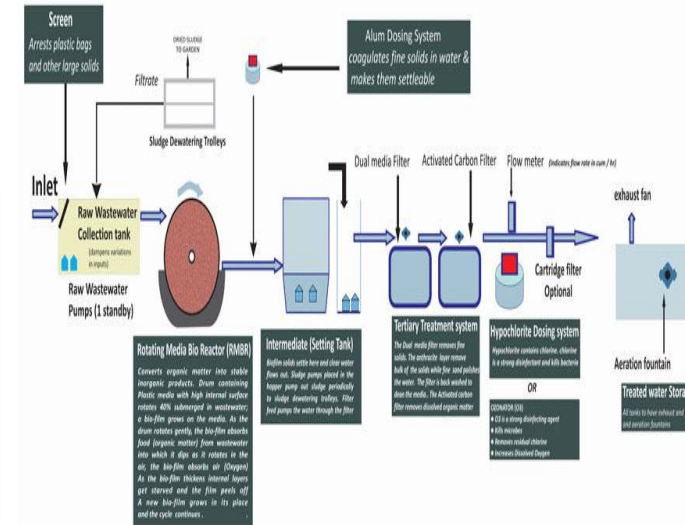 Screen
Arrests plastic bags
and other large solids
DRIED SLUDGE
TO GARDEN
Filtrate
Sludge Dewatering Trolleys
Alum Dosing System
coagulates fine solids in water &
makes them settleable
Inlet
Raw Wastewater
Collection tank
(dampens variations
in inputs)
Raw Wastewater
Pumps (1 standby)
Dual media Filter
Activated Carbon Filter
Flow meter (indicates flow rate in cum / hr)
Cartridge filter
Optional
exhaust fan
Aeration fountain
Rotating Media Bio Reactor (RMBR)
Converts organic matter into stable
inorganic products. Drum containing
Plastic media with high internal surface
rotates 40% submerged in wastewater;
a bio-film grows on the media. As the
drum rotates gently, the bio-film absorbs
food (organic matter) from wastewater
into which it dips as it rotates in the
air, the bio-film absorbs air (Oxygen)
As the bio-film thickens internal layers
get starved and the film peels off
A new bio-film grows in its place
and the cycle continues .
Intermediate (Setting Tank)
Biofilm solids settle here and clear water
flows out. Sludge pumps placed in the
hopper pump out sludge periodically
to sludge dewatering trolleys. Filter
feed pumps the water through the filter
Tertiary Treatment system
The Dual media filter removes fine
solids. The anthracite layer remove
bulk of the solids while fine sand polishes
the water. The filter is back washed to
clean the media. The Activated carbon
filter removes dissolved organic matter
Hypochlorite Dosing system
Hypochlorite contains chlorine. chlorine
is a strong disinfectant and kills bacteria
OR
OZONATOR (O3)
● O3 is a strong disinfecting agent
● Kills microbes
● Removes residual chlorine
● Increases Dissolved Oxygen
Treated water Stora
All tanks to have exhaust and
and aeration fountains